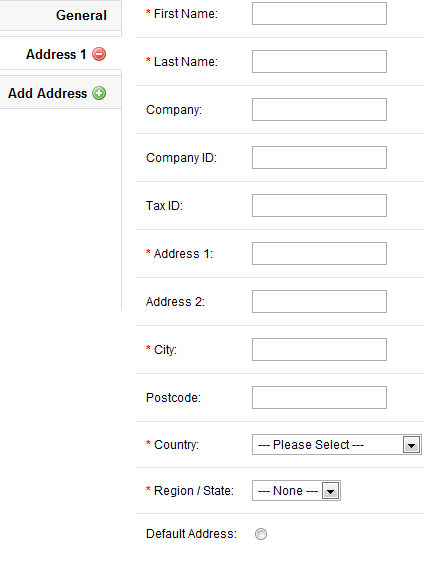 General
Address 1
Add Address
* First Name:
* Last Name:
Company:
Company ID:
Tax ID:
* Address 1:
Address 2:
* City:
Postcode:
* Country: --- Please Select ---
* Region / State: --- None ---
Default Address: